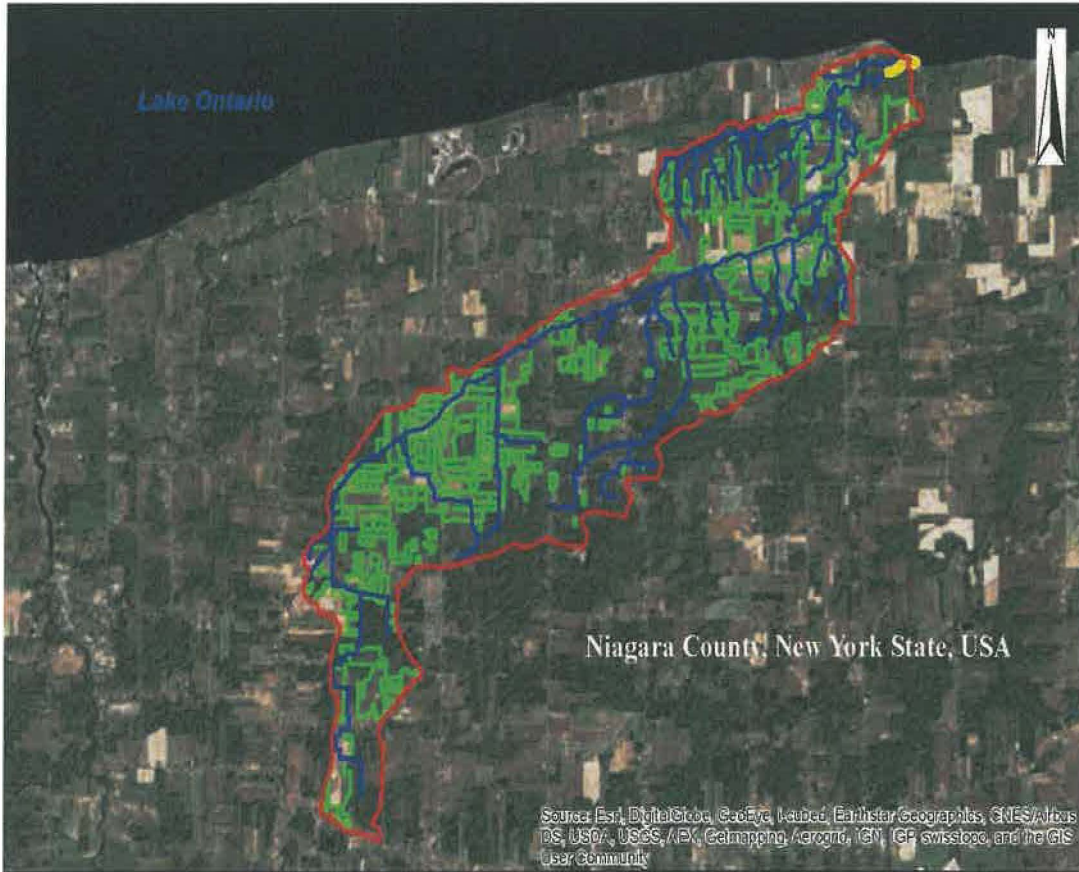 N
Lake Ontario
Niagara County, New York State, USA
Source: Esri, DigitalGlobe, GeoEye, i-cubed, Earthstar Geographics, CNES/Airbus
DS, USDA, USGS, AEX, Getmapping, Aerogrid, IGN, IGP, swisstopo, and the GIS
User Community